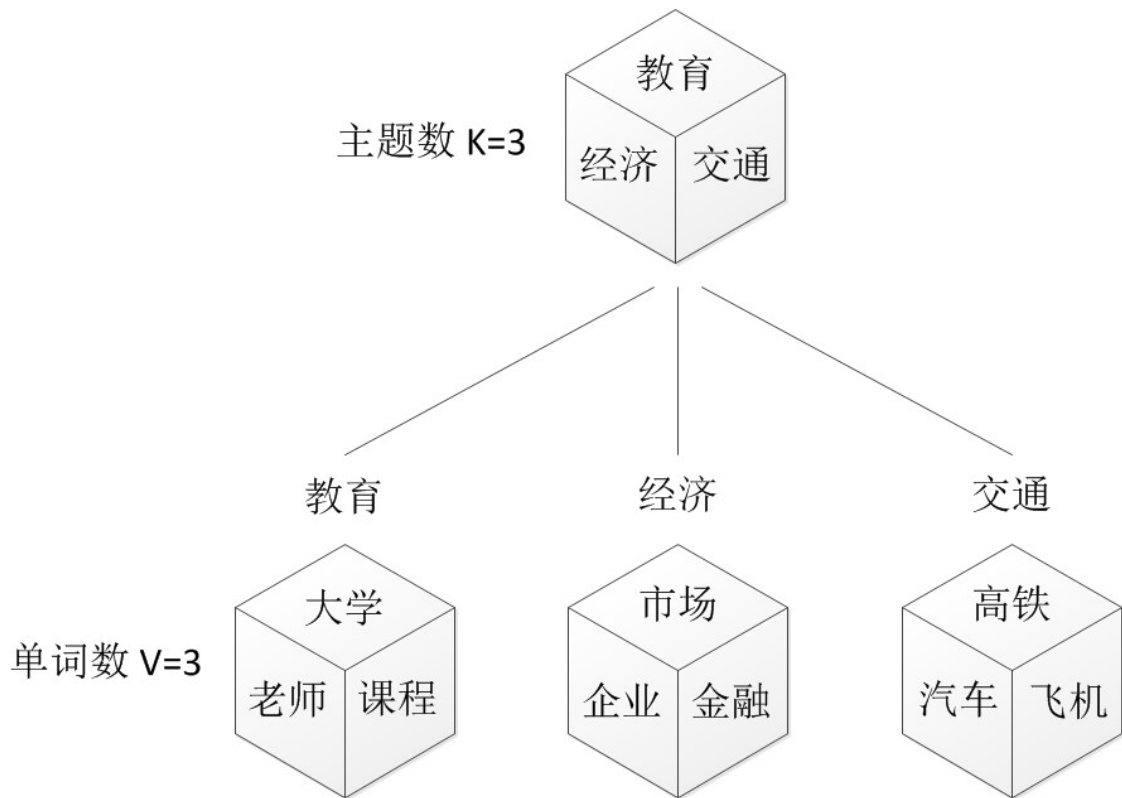 教育
主题数 K=3
经济 交通
教育 经济 交通
大学 市场 高铁
单词数 V=3
老师 课程 企业 金融 汽车 飞机